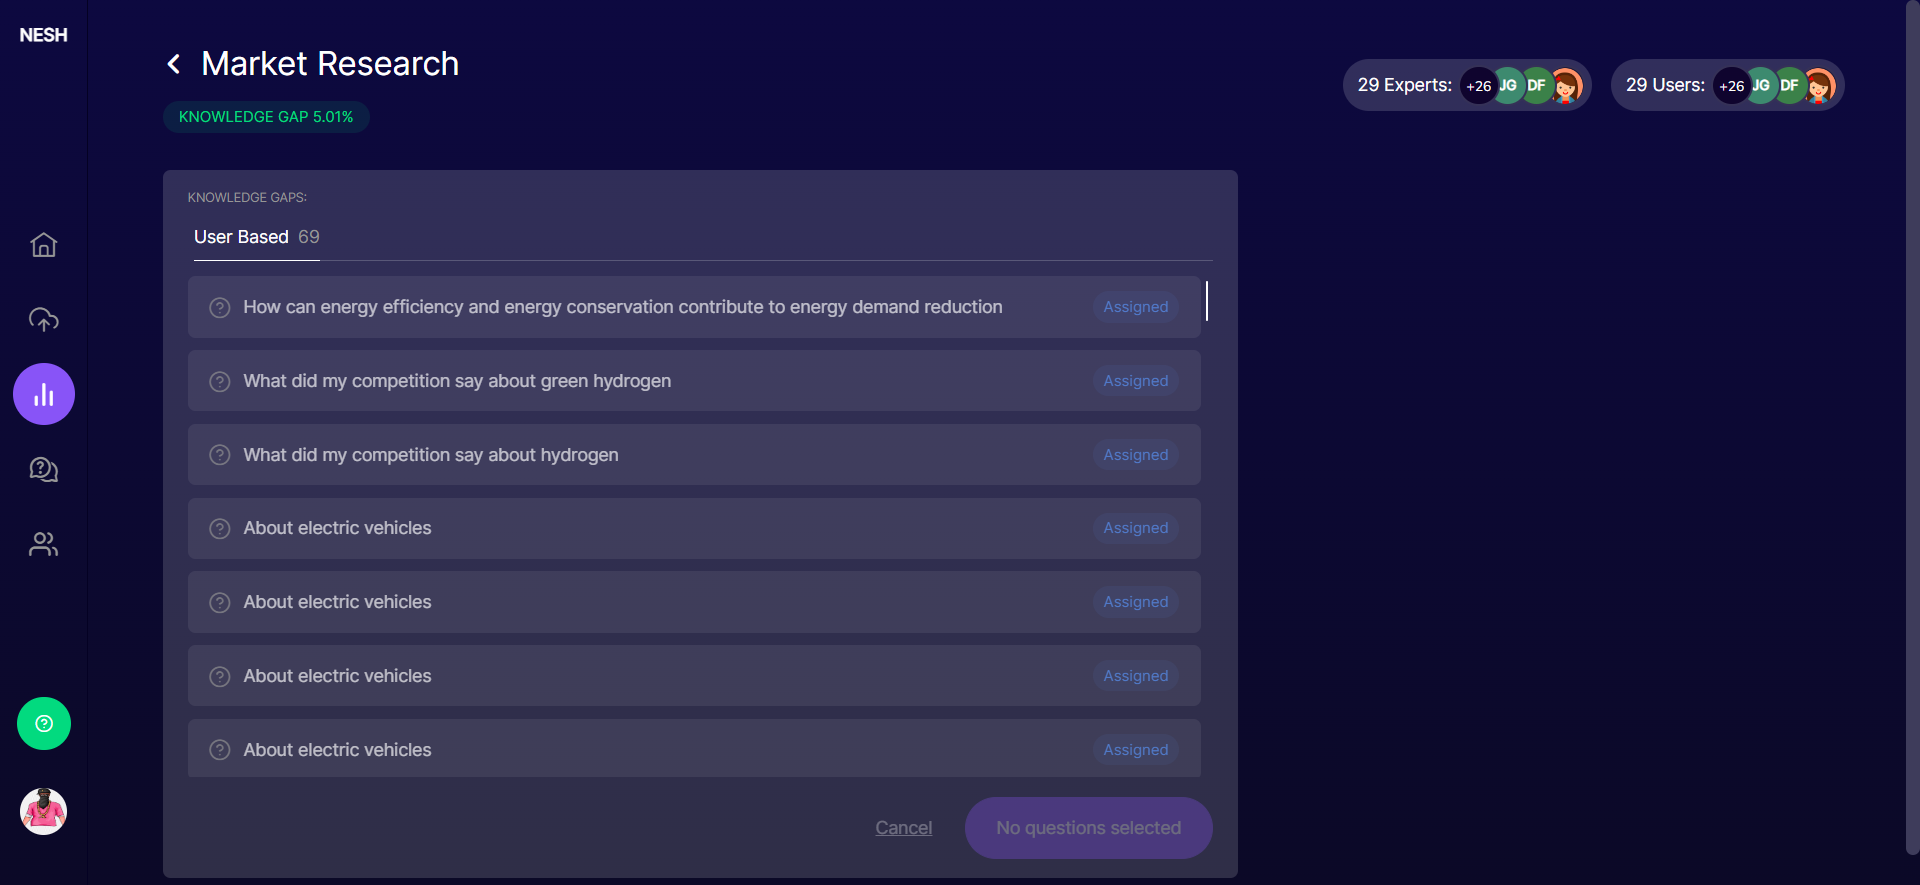 NESH
Market Research
KNOWLEDGE GAP 5.01%
29 Experts: +26 JG DF
29 Users: +26 JG DF
KNOWLEDGE GAPS:
User Based 69
How can energy efficiency and energy conservation contribute to energy demand reduction Assigned
What did my competition say about green hydrogen Assigned
What did my competition say about hydrogen Assigned
About electric vehicles Assigned
About electric vehicles Assigned
About electric vehicles Assigned
About electric vehicles Assigned
Cancel No questions selected